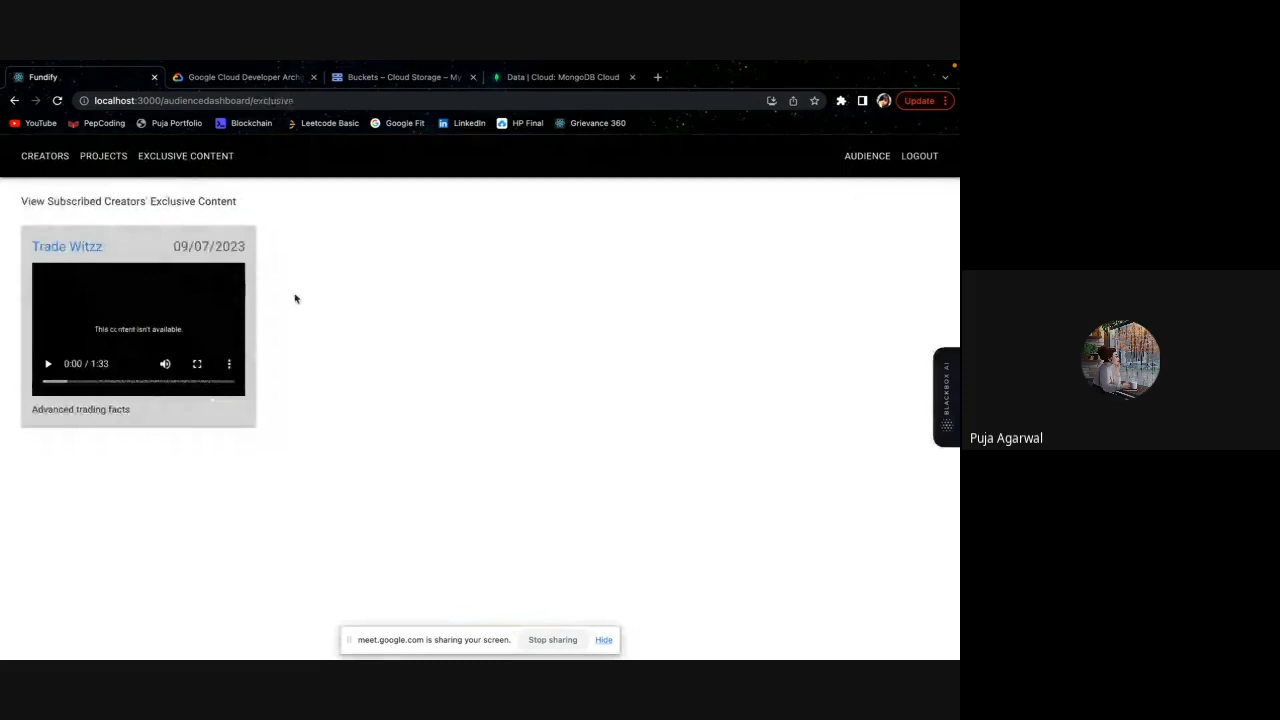 Fundify
Google Cloud Developer Archi
Buckets – Cloud Storage – My
Data | Cloud: MongoDB Cloud
localhost:3000/audiencedashboard/exclusive
Update
YouTube
PepCoding
Puja Portfolio
Blockchain
Leetcode Basic
Google Fit
LinkedIn
HP Final
Grievance 360
CREATORS PROJECTS EXCLUSIVE CONTENT
AUDIENCE LOGOUT
View Subscribed Creators' Exclusive Content
Trade Witzz 09/07/2023
This content isn't available.
0:00 / 1:33
Advanced trading facts
BLACKBOX AI
Puja Agarwal
meet.google.com is sharing your screen. Stop sharing Hide